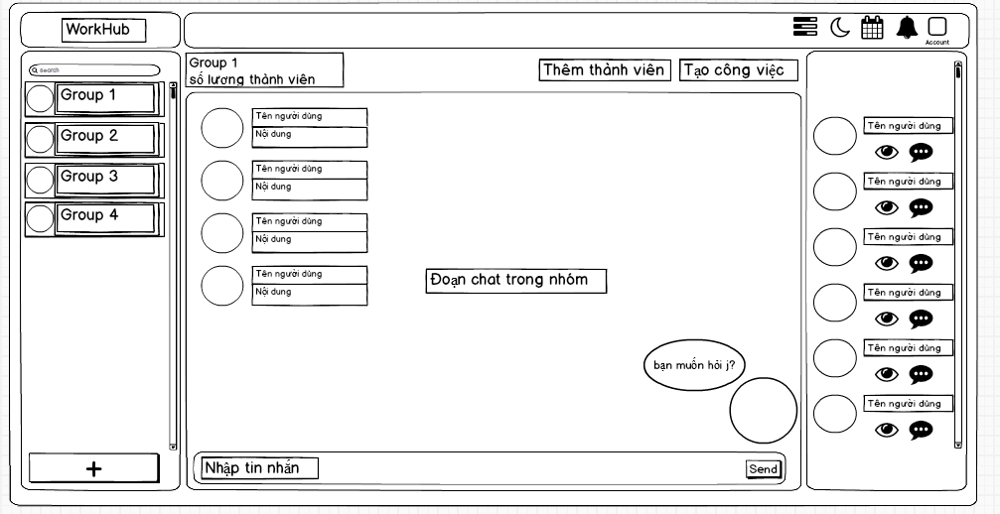 WorkHub
Account
Search
Group 1
Group 2
Group 3
Group 4
Group 1
số lương thành viên
Thêm thành viên
Tạo công việc
Tên người dùng
Nội dung
Tên người dùng
Nội dung
Tên người dùng
Nội dung
Tên người dùng
Nội dung
Đoạn chat trong nhóm
bạn muốn hỏi j?
Nhập tin nhắn
Send
Tên người dùng
Tên người dùng
Tên người dùng
Tên người dùng
Tên người dùng
Tên người dùng